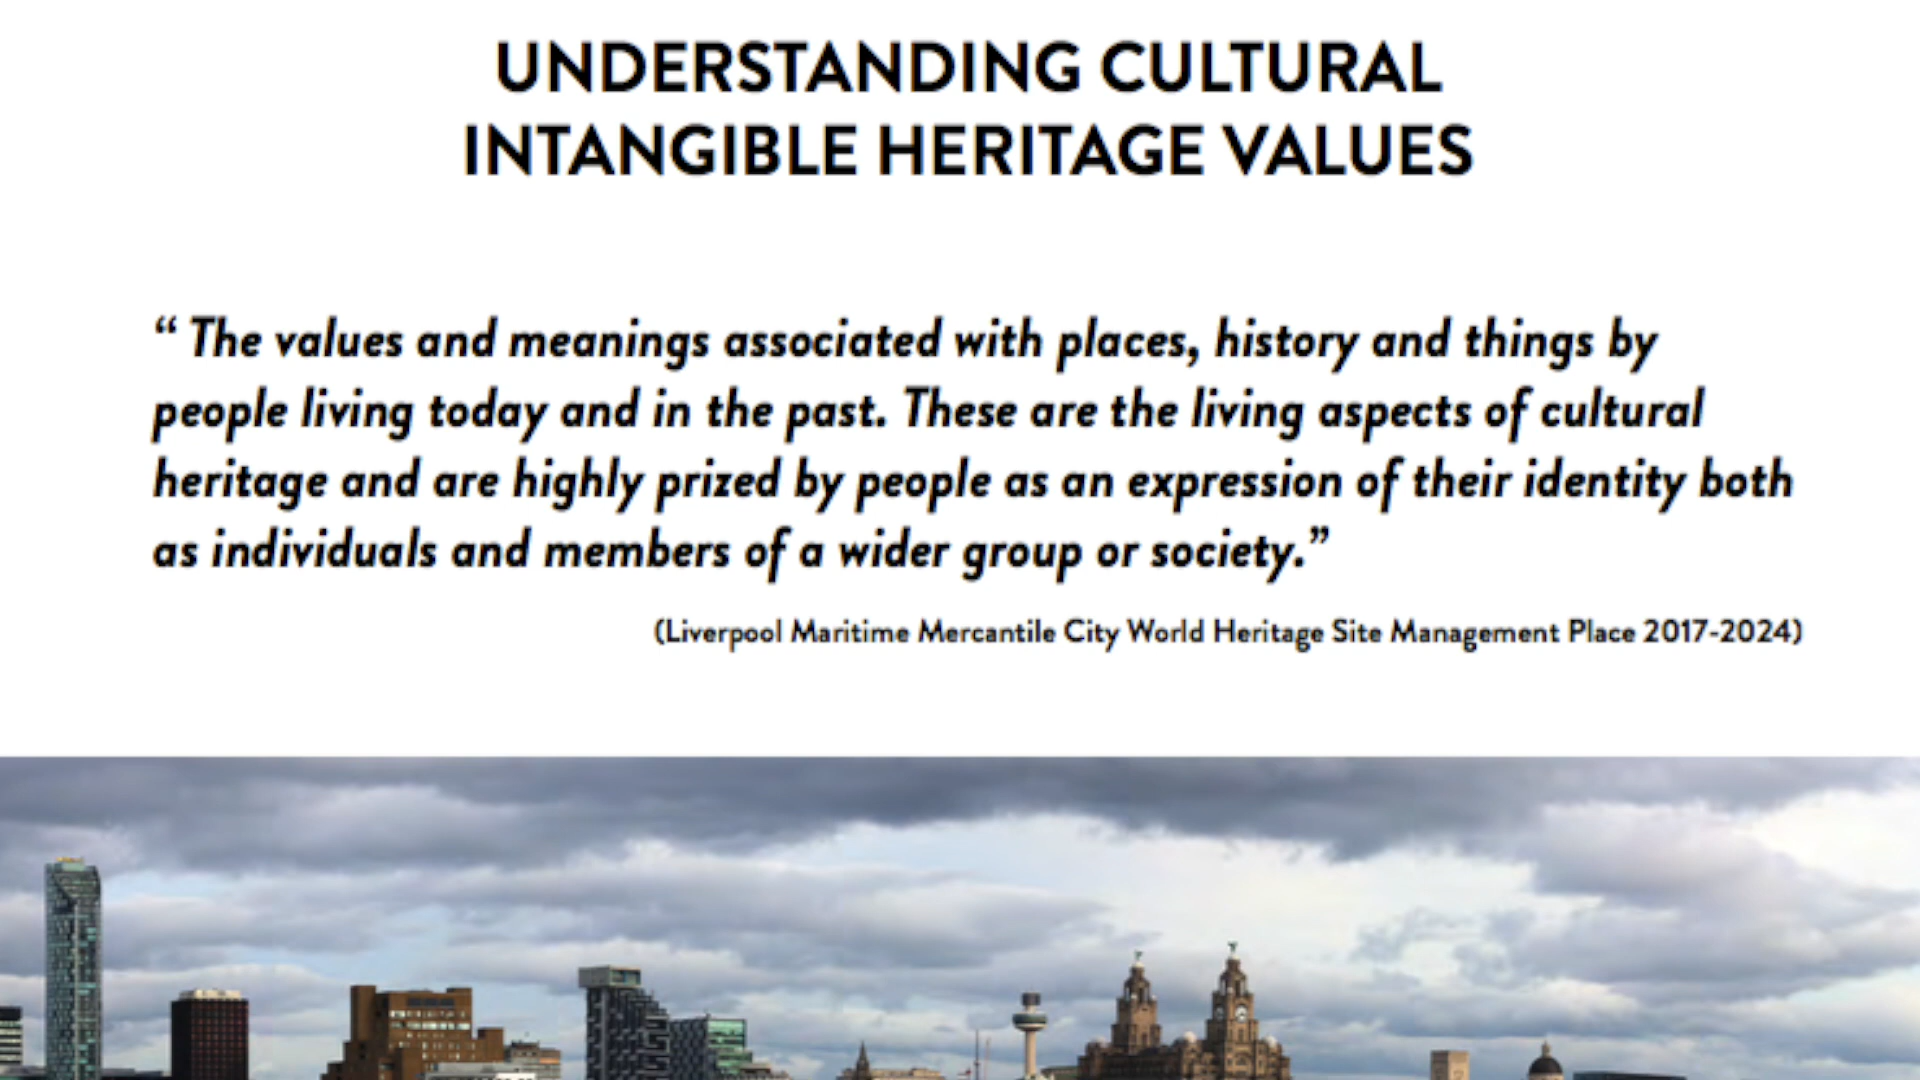 UNDERSTANDING CULTURAL
INTANGIBLE HERITAGE VALUES
“ The values and meanings associated with places, history and things by
people living today and in the past. These are the living aspects of cultural
heritage and are highly prized by people as an expression of their identity both
as individuals and members of a wider group or society.”
(Liverpool Maritime Mercantile City World Heritage Site Management Place 2017-2024)